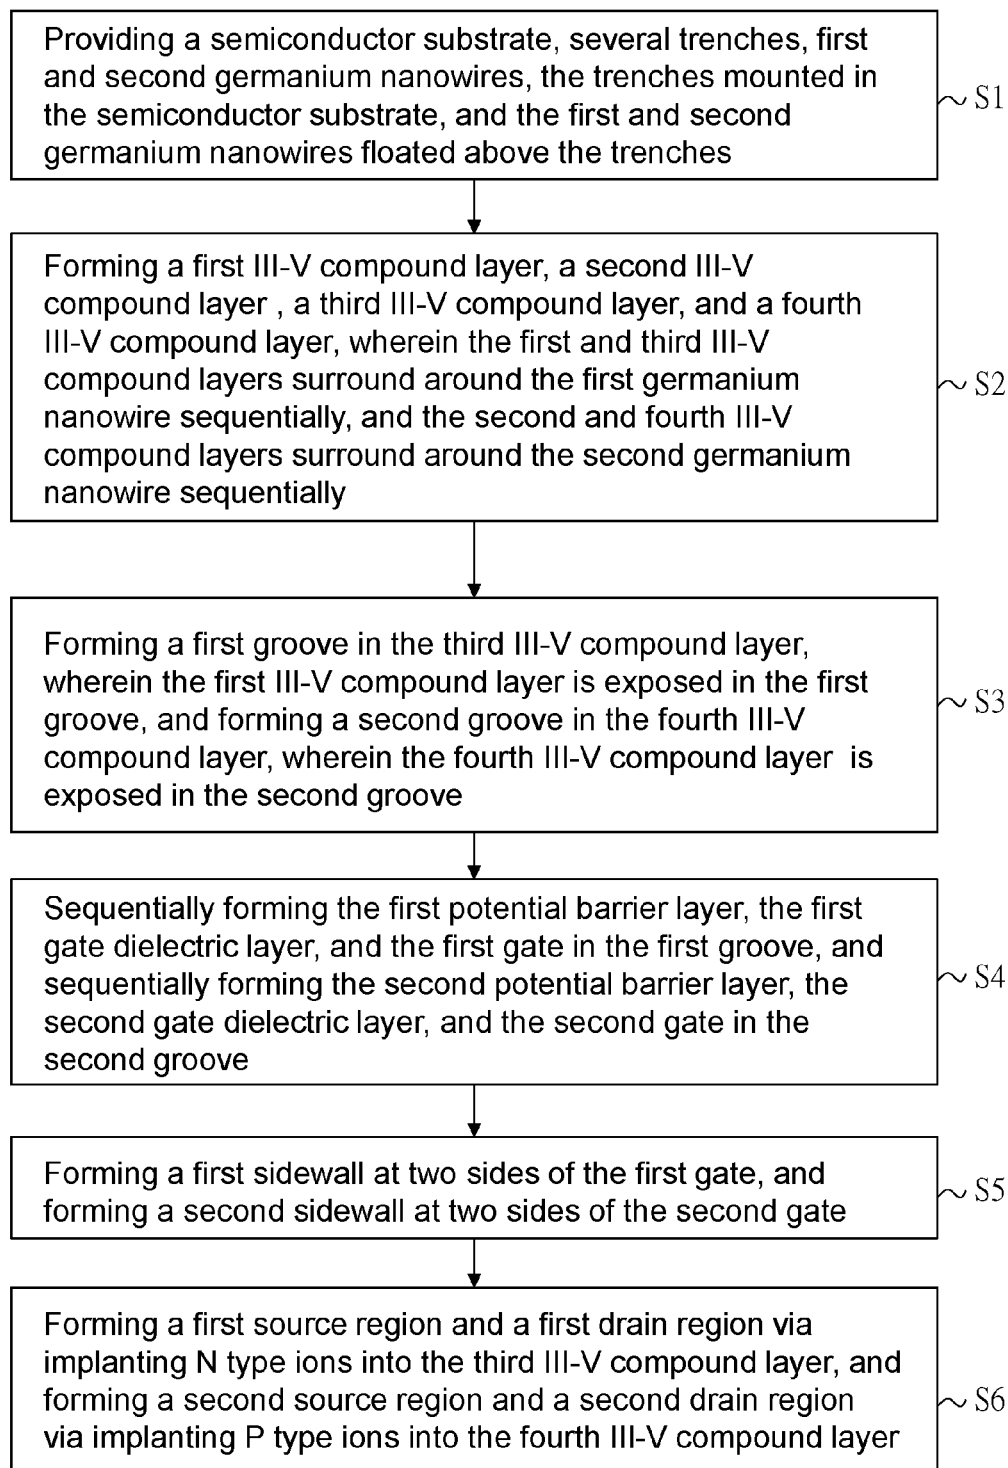 Providing a semiconductor substrate, several trenches, first
and second germanium nanowires, the trenches mounted in
the semiconductor substrate, and the first and second
germanium nanowires floated above the trenches
S1
Forming a first III-V compound layer, a second III-V
compound layer , a third III-V compound layer, and a fourth
III-V compound layer, wherein the first and third III-V
compound layers surround around the first germanium
nanowire sequentially, and the second and fourth III-V
compound layers surround around the second germanium
nanowire sequentially
S2
Forming a first groove in the third III-V compound layer,
wherein the first III-V compound layer is exposed in the first
groove, and forming a second groove in the fourth III-V
compound layer, wherein the fourth III-V compound layer  is
exposed in the second groove
S3
Sequentially forming the first potential barrier layer, the first
gate dielectric layer, and the first gate in the first groove, and
sequentially forming the second potential barrier layer, the
second gate dielectric layer, and the second gate in the
second groove
S4
Forming a first sidewall at two sides of the first gate, and
forming a second sidewall at two sides of the second gate
S5
Forming a first source region and a first drain region via
implanting N type ions into the third III-V compound layer, and
forming a second source region and a second drain region
via implanting P type ions into the fourth III-V compound layer
S6